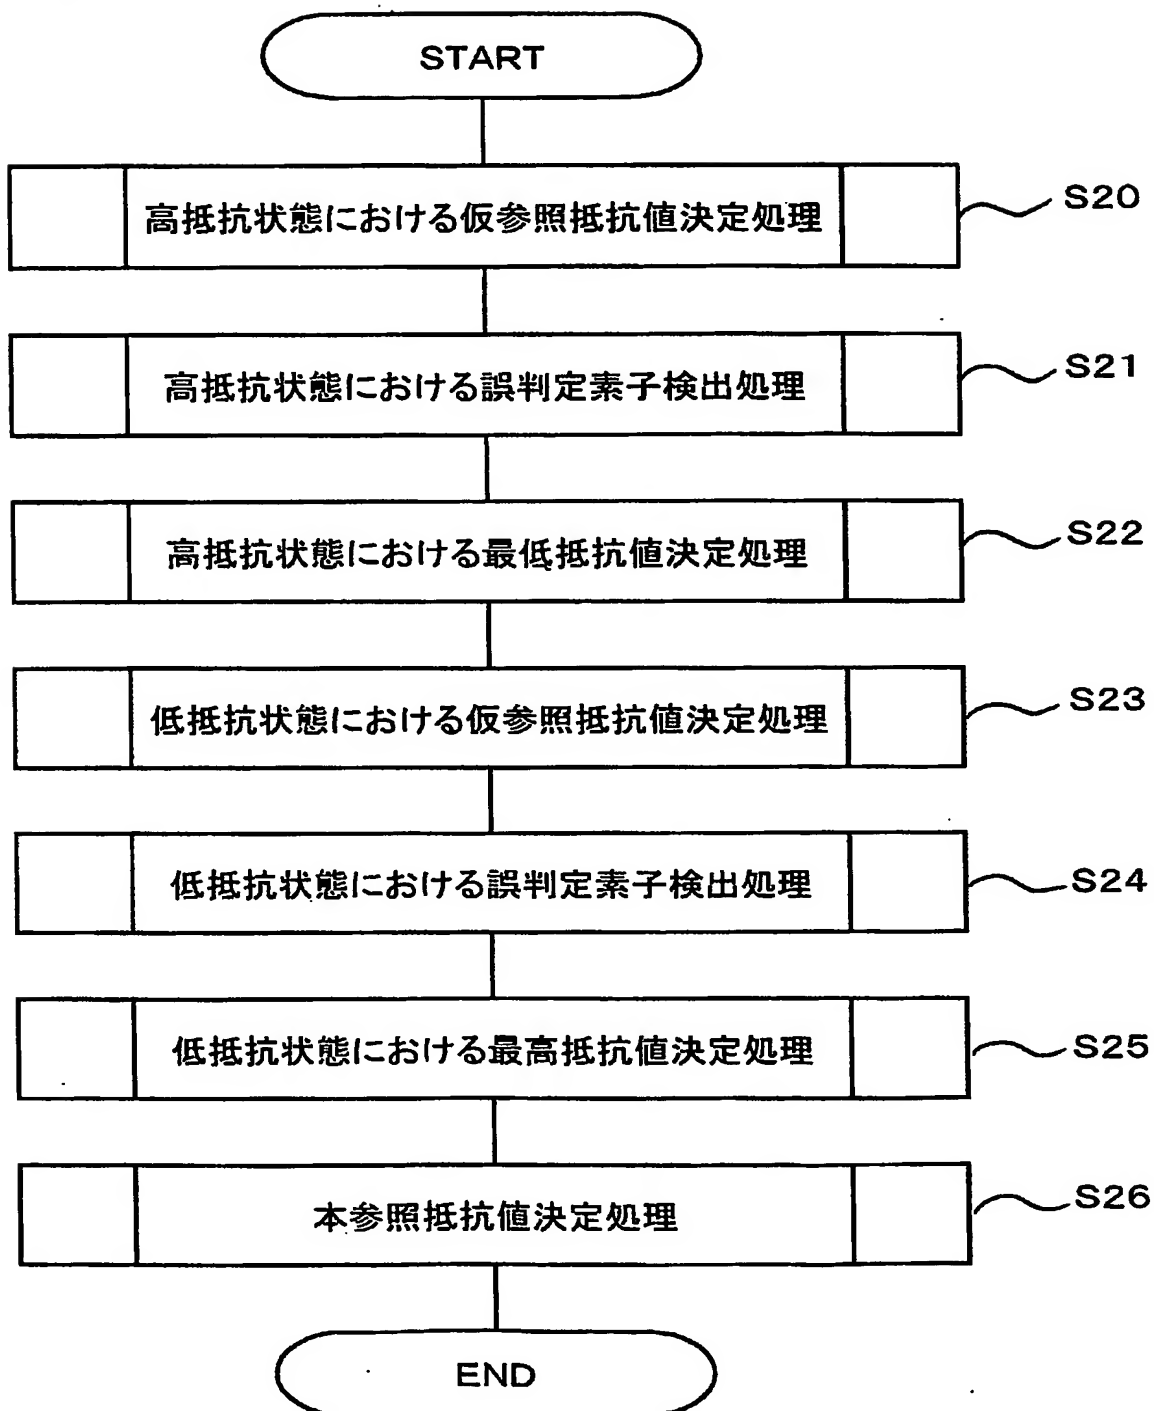 START
高抵抗状態における仮参照抵抗値決定処理
S20
高抵抗状態における誤判定素子検出処理
S21
高抵抗状態における最低抵抗値決定処理
S22
低抵抗状態における仮参照抵抗値決定処理
S23
低抵抗状態における誤判定素子検出処理
S24
低抵抗状態における最高抵抗値決定処理
S25
本参照抵抗値決定処理
S26
END